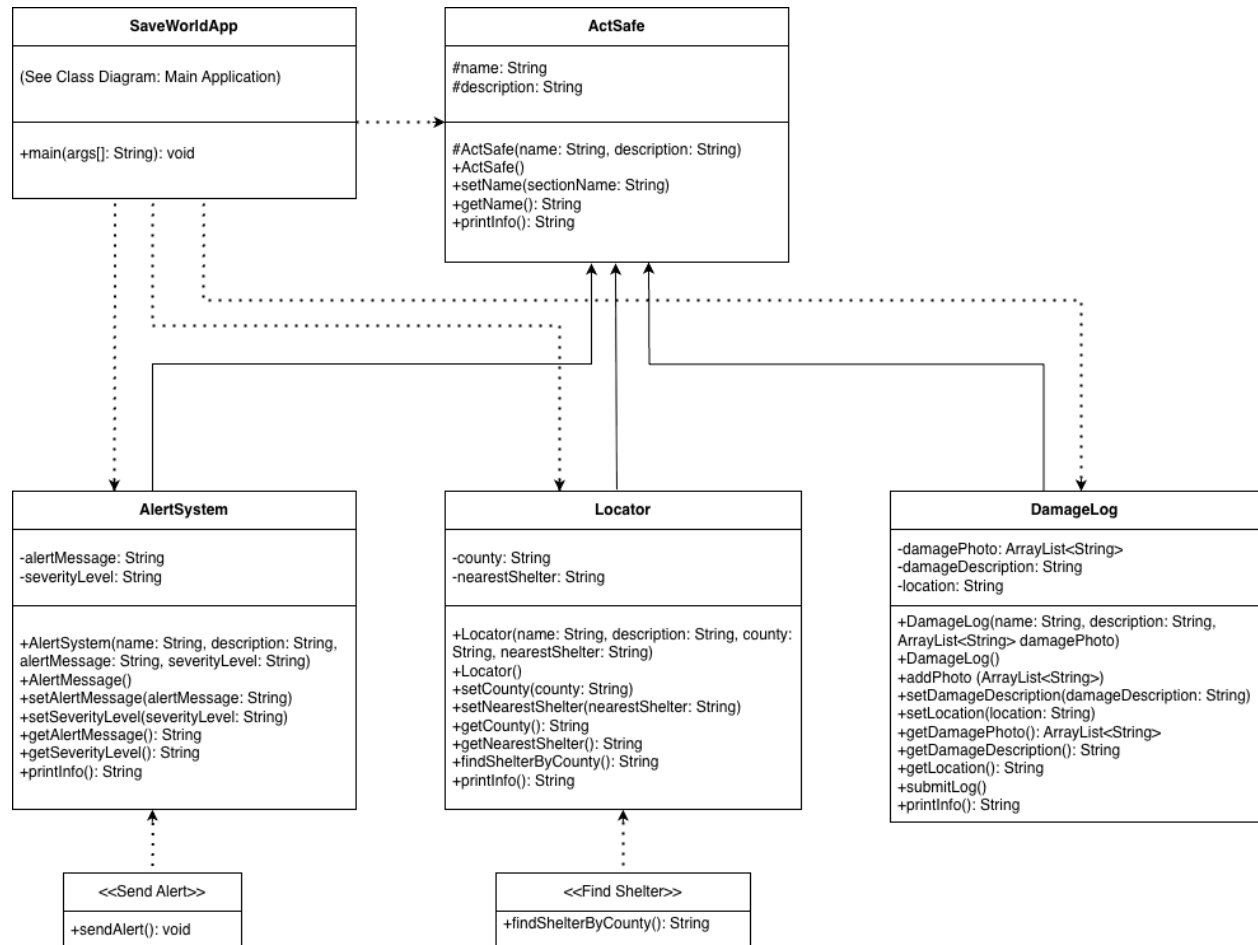 SaveWorldApp
(See Class Diagram: Main Application)
+main(args[]: String): void
ActSafe
#name: String
#description: String
#ActSafe(name: String, description: String)
+ActSafe()
+setName(sectionName: String)
+getName(): String
+printInfo(): String
AlertSystem
-alertMessage: String
-severityLevel: String
+AlertSystem(name: String, description: String,
alertMessage: String, severityLevel: String)
+AlertMessage()
+setAlertMessage(alertMessage: String)
+setSeverityLevel(severityLevel: String)
+getAlertMessage(): String
+getSeverityLevel(): String
+printInfo(): String
Locator
-county: String
-nearestShelter: String
+Locator(name: String, description: String, county:
String, nearestShelter: String)
+Locator()
+setCounty(county: String)
+setNearestShelter(nearestShelter: String)
+getCounty(): String
+getNearestShelter(): String
+findShelterByCounty(): String
+printInfo(): String
DamageLog
-damagePhoto: ArrayList<String>
-damageDescription: String
-location: String
+DamageLog(name: String, description: String,
ArrayList<String> damagePhoto)
+DamageLog()
+addPhoto (ArrayList<String>)
+setDamageDescription(damageDescription: String)
+setLocation(location: String)
+getDamagePhoto(): ArrayList<String>
+getDamageDescription(): String
+getLocation(): String
+submitLog()
+printInfo(): String
<<Send Alert>>
+sendAlert(): void
<<Find Shelter>>
+findShelterByCounty(): String